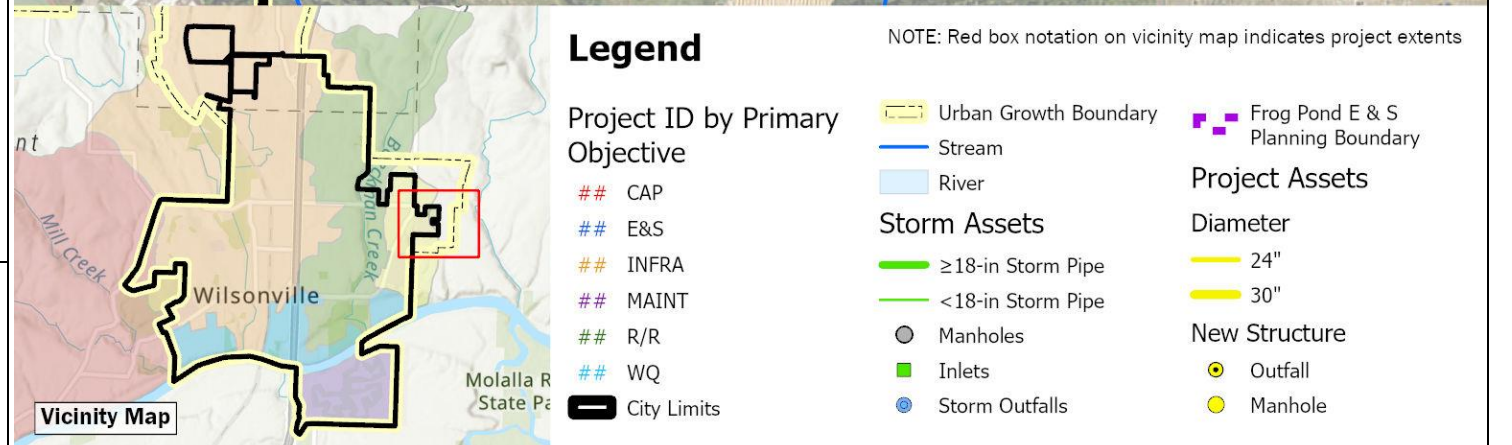 nt
Mill Creek
Boeckman Creek
Wilsonville
Molalla R
State Pa
Vicinity Map
Legend
NOTE: Red box notation on vicinity map indicates project extents
Project ID by Primary
Objective
## CAP
## E&S
## INFRA
## MAINT
## R/R
## WQ
City Limits
Urban Growth Boundary
Stream
River
Storm Assets
≥18-in Storm Pipe
<18-in Storm Pipe
Manholes
Inlets
Storm Outfalls
Frog Pond E & S
Planning Boundary
Project Assets
Diameter
24"
30"
New Structure
Outfall
Manhole